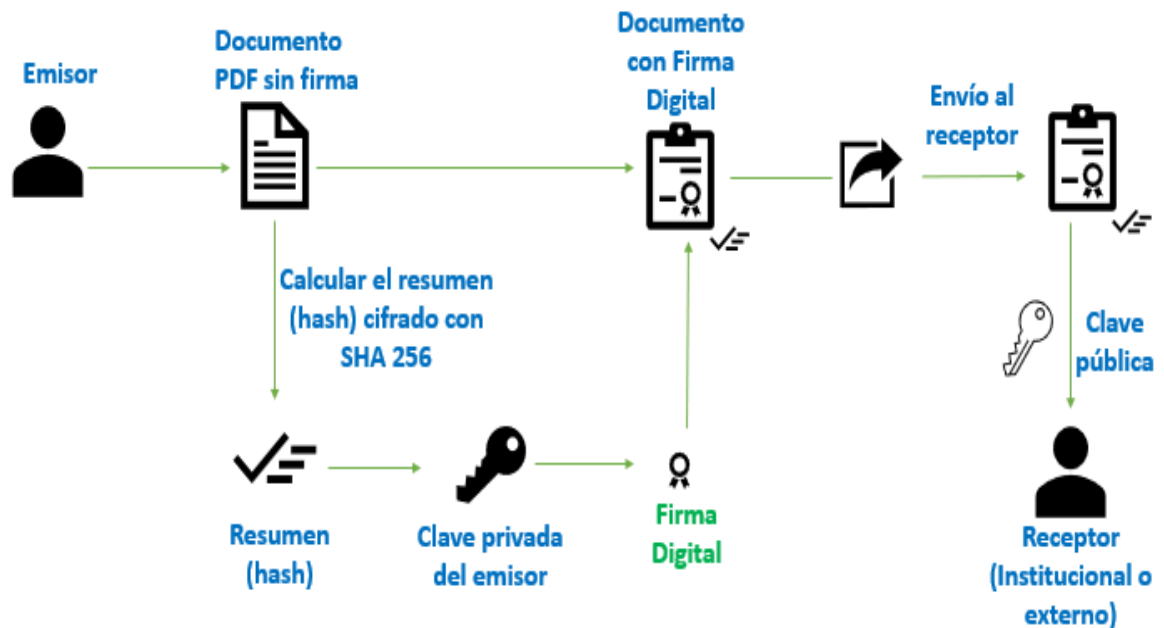 Emisor
Documento
PDF sin firma
Documento
con Firma
Digital
Envío al
receptor
Calcular el resumen
(hash) cifrado con
SHA 256
Clave
pública
Resumen
(hash)
Clave privada
del emisor
Firma
Digital
Receptor
(Institucional o
externo)